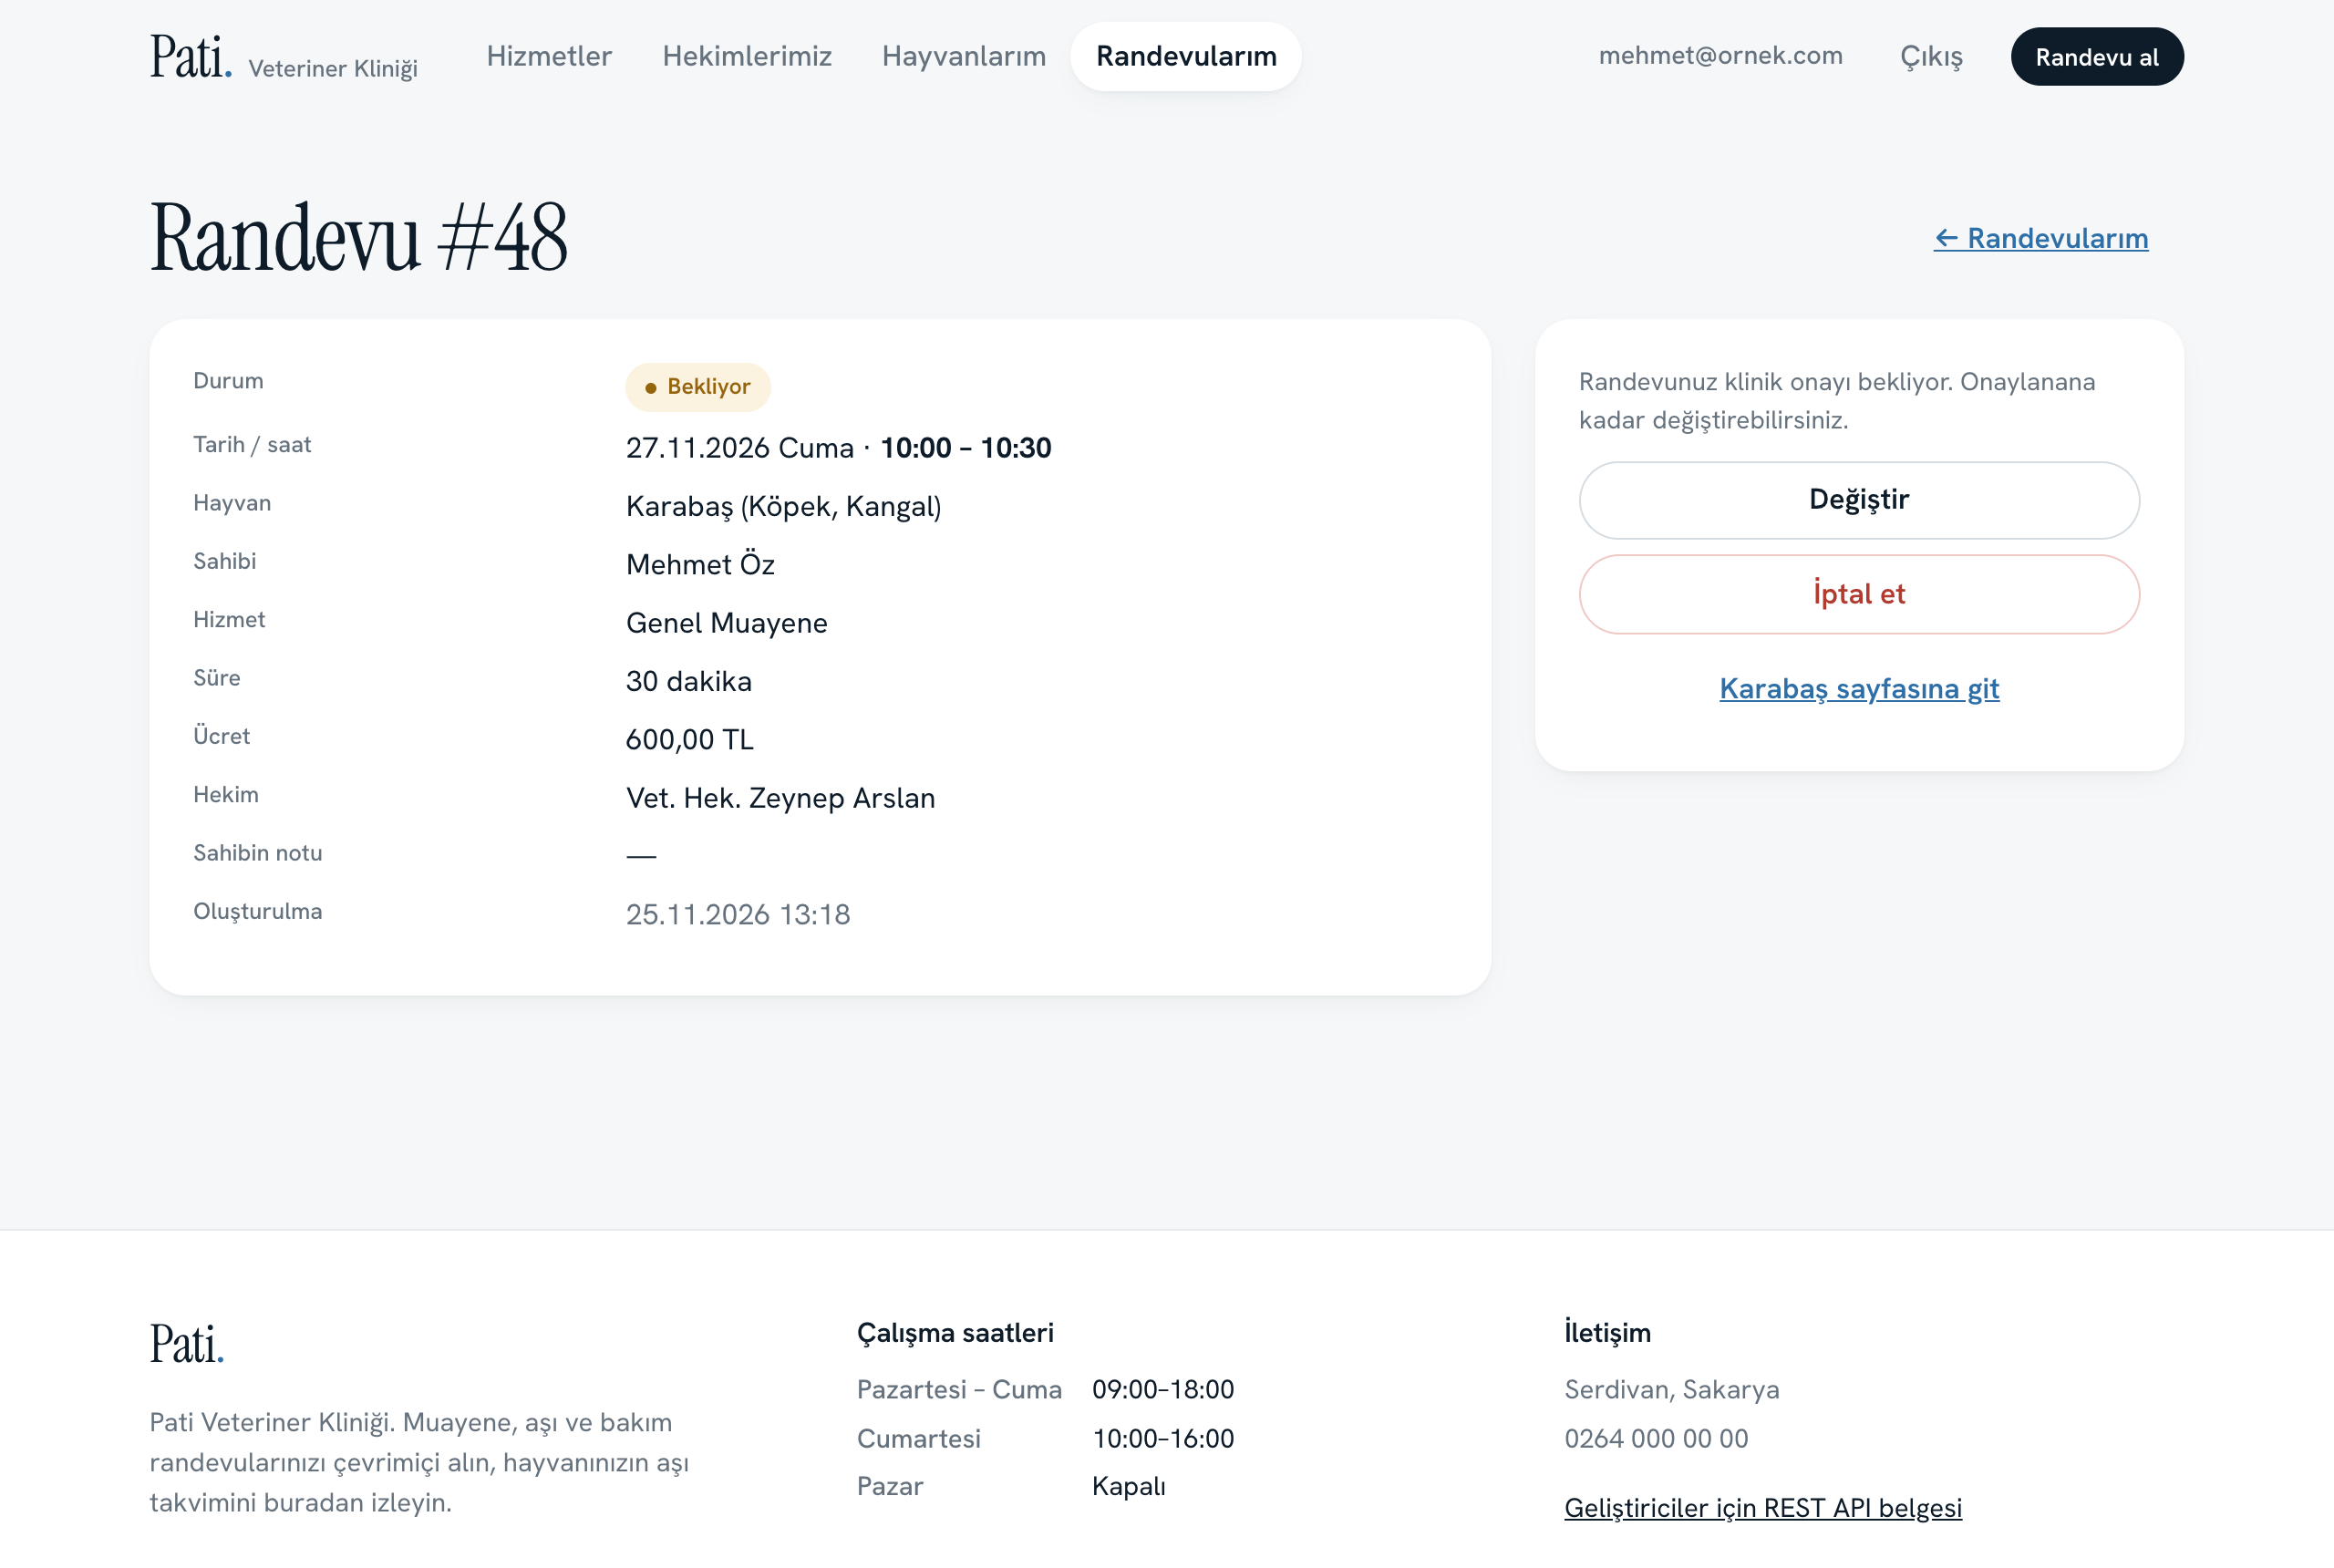 Pati. Veteriner Kliniği Hizmetler Hekimlerimiz Hayvanlarım Randevularım mehmet@ornek.com Çıkış Randevu al
Randevu #48
← Randevularım
Durum Bekliyor
Tarih / saat 27.11.2026 Cuma · 10:00 – 10:30
Hayvan Karabaş (Köpek, Kangal)
Sahibi Mehmet Öz
Hizmet Genel Muayene
Süre 30 dakika
Ücret 600,00 TL
Hekim Vet. Hek. Zeynep Arslan
Sahibin notu —
Oluşturulma 25.11.2026 13:18
Randevunuz klinik onayı bekliyor. Onaylanana
kadar değiştirebilirsiniz.
Değiştir
İptal et
Karabaş sayfasına git
Pati.
Pati Veteriner Kliniği. Muayene, aşı ve bakım
randevularınızı çevrimiçi alın, hayvanınızın aşı
takvimini buradan izleyin.
Çalışma saatleri
Pazartesi – Cuma 09:00–18:00
Cumartesi 10:00–16:00
Pazar Kapalı
İletişim
Serdivan, Sakarya
0264 000 00 00
Geliştiriciler için REST API belgesi